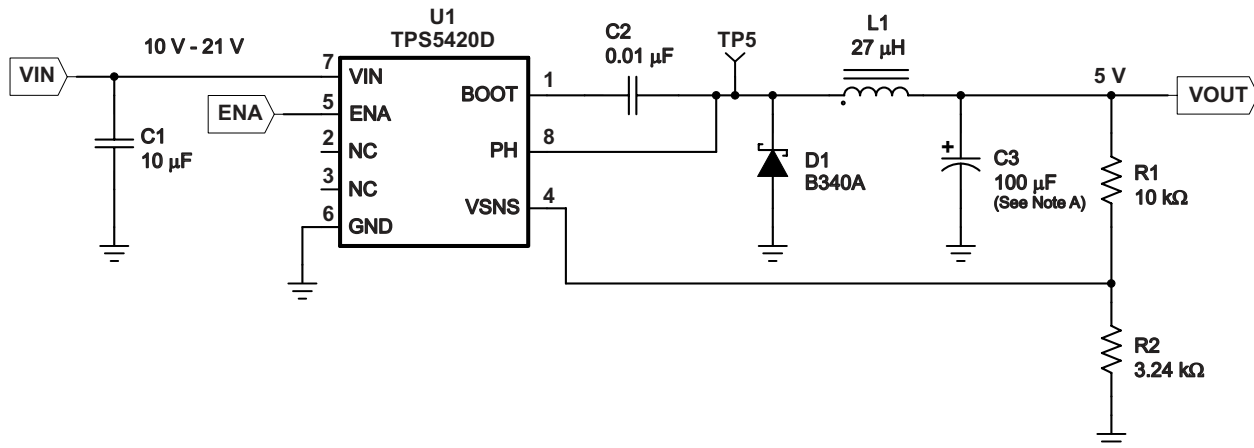 U1
TPS5420D
10 V - 21 V
VIN
ENA
C1
10 μF
7
5
2
3
6
VIN
ENA
NC
NC
GND
BOOT
PH
VSNS
1
8
4
C2
0.01 μF
TP5
L1
27 μH
D1
B340A
+
C3
100 μF
(See Note A)
5 V
VOUT
R1
10 kΩ
R2
3.24 kΩ